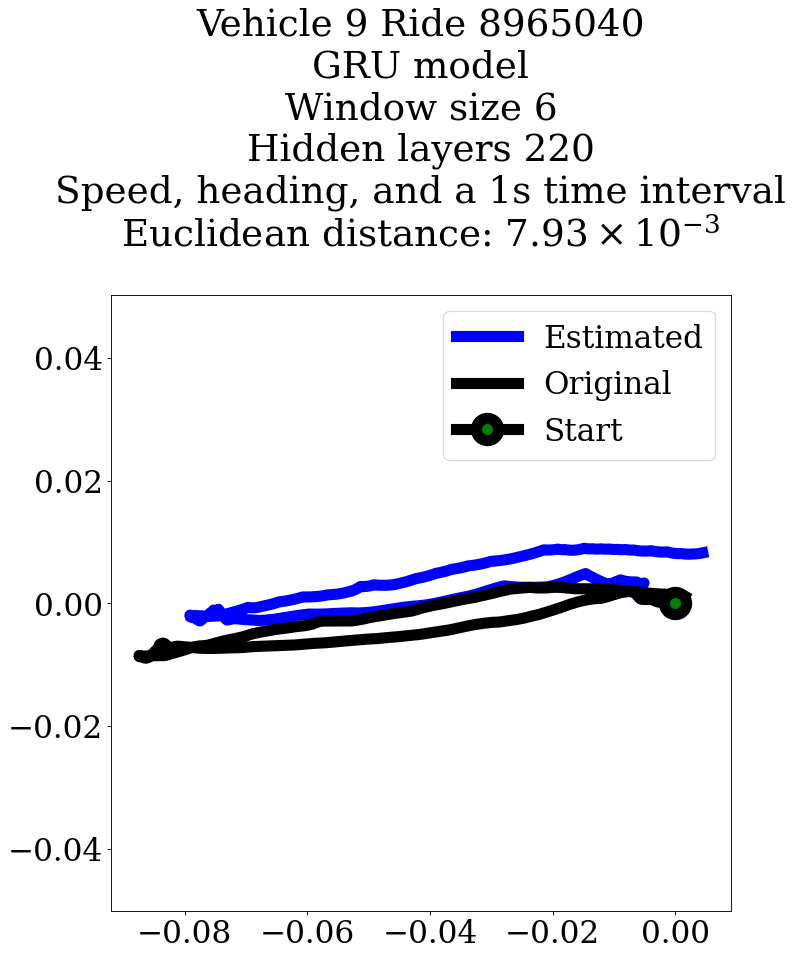 Vehicle 9 Ride 8965040
GRU model
Window size 6
Hidden layers 220
Speed, heading, and a 1s time interval
Euclidean distance: 7.93 × 10⁻³
Estimated
Original
Start
0.04
0.02
0.00
−0.02
−0.04
−0.08 −0.06 −0.04 −0.02 0.00